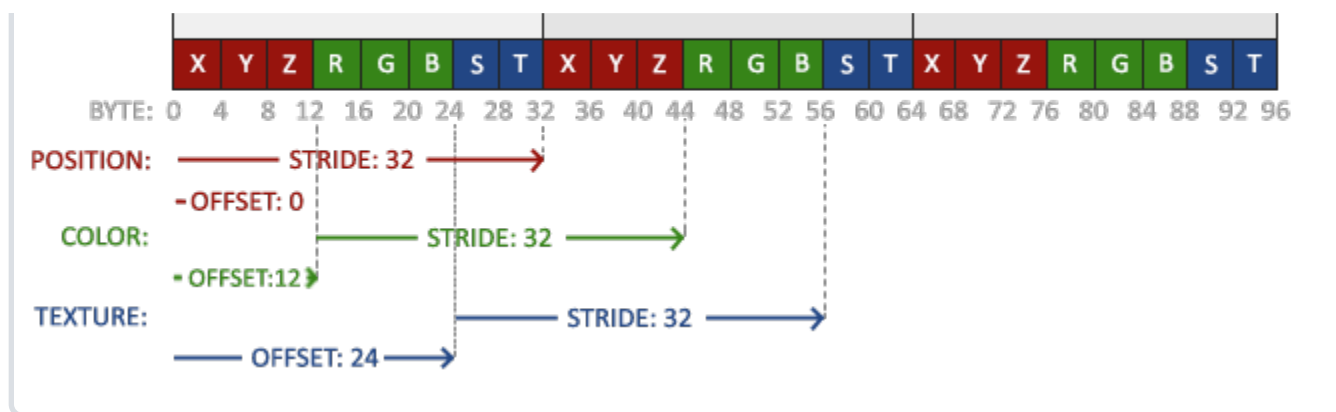 X Y Z R G B S T X Y Z R G B S T X Y Z R G B S T
BYTE: 0 4 8 12 16 20 24 28 32 36 40 44 48 52 56 60 64 68 72 76 80 84 88 92 96
POSITION: STRIDE: 32
OFFSET: 0
COLOR: STRIDE: 32
OFFSET:12
TEXTURE: STRIDE: 32
OFFSET: 24